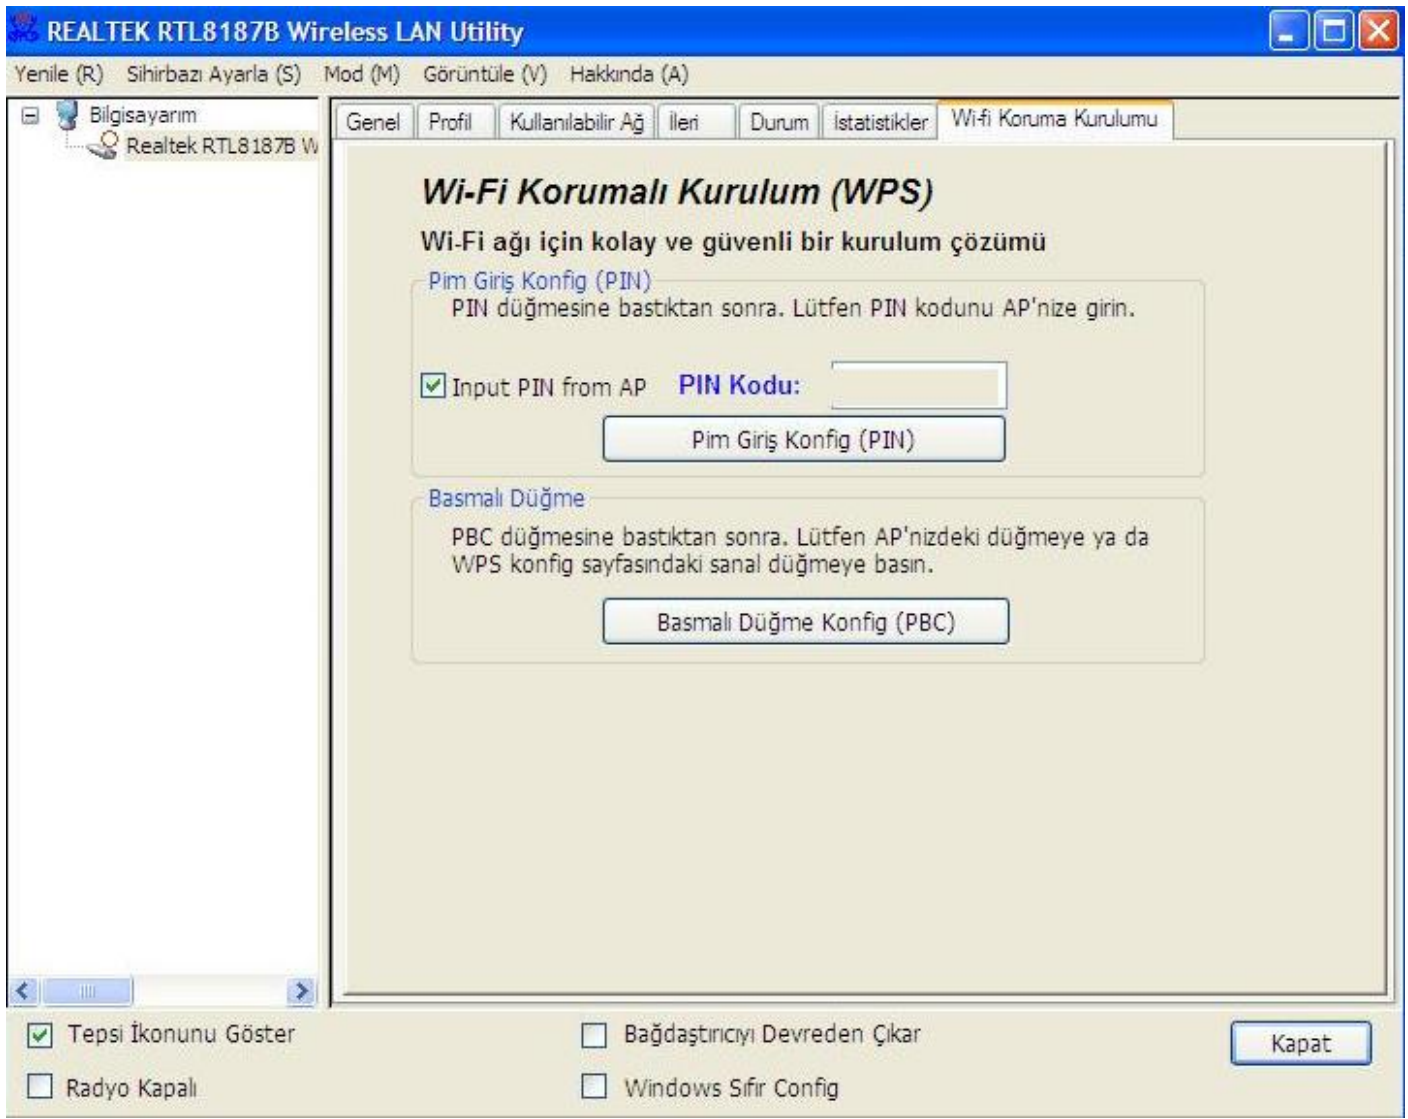 REALTEK RTL8187B Wireless LAN Utility
Yenile (R) Sihirbazı Ayarla (S) Mod (M) Görüntüle (V) Hakkında (A)
Bilgisayarım
Realtek RTL8187B W
Genel Profil Kullanılabilir Ağ İleri Durum İstatistikler Wi-fi Koruma Kurulumu
Wi-Fi Korumalı Kurulum (WPS)
Wi-Fi ağı için kolay ve güvenli bir kurulum çözümü
Pim Giriş Konfig (PIN)
PIN düğmesine bastıktan sonra. Lütfen PIN kodunu AP'nize girin.
Input PIN from AP PIN Kodu:
Pim Giriş Konfig (PIN)
Basmalı Düğme
PBC düğmesine bastıktan sonra. Lütfen AP'nizdeki düğmeye ya da
WPS konfig sayfasındaki sanal düğmeye basın.
Basmalı Düğme Konfig (PBC)
Tepsi İkonunu Göster Bağdaştırıcıyı Devreden Çıkar
Kapat
Radyo Kapalı Windows Sıfır Config